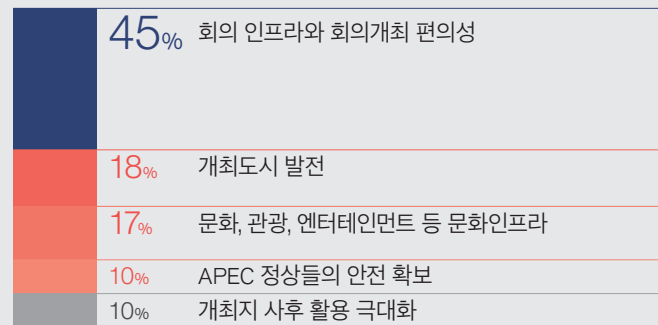 45% 회의 인프라와 회의개최 편의성
18% 개최도시 발전
17% 문화, 관광, 엔터테인먼트 등 문화인프라
10% APEC 정상들의 안전 확보
10% 개최지 사후 활용 극대화